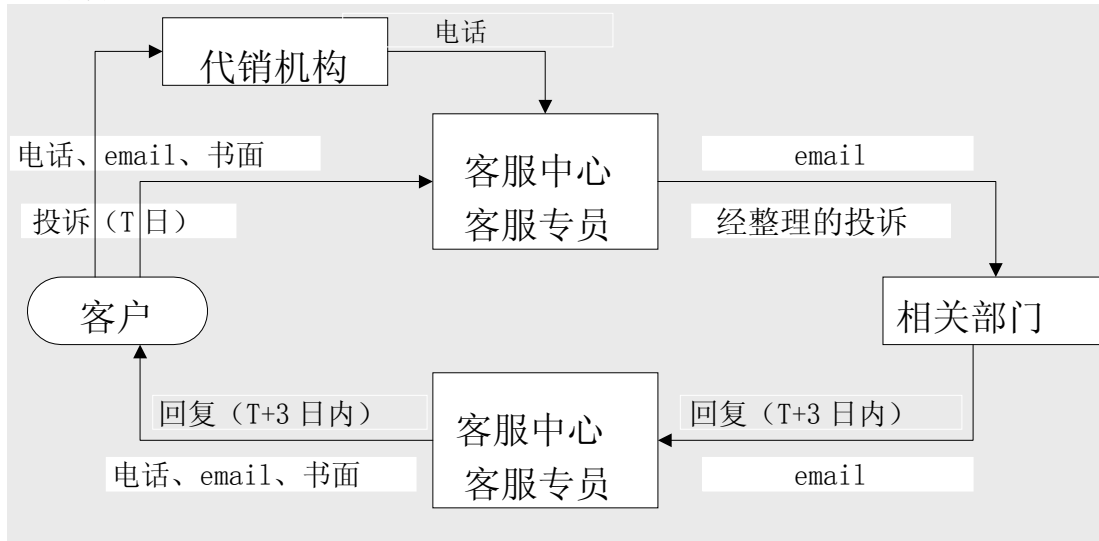 电话
代销机构
电话、email、书面
投诉（T 日）
客服中心
客服专员
email
经整理的投诉
客户
相关部门
回复（T+3 日内）
电话、email、书面
客服中心
客服专员
回复（T+3 日内）
email